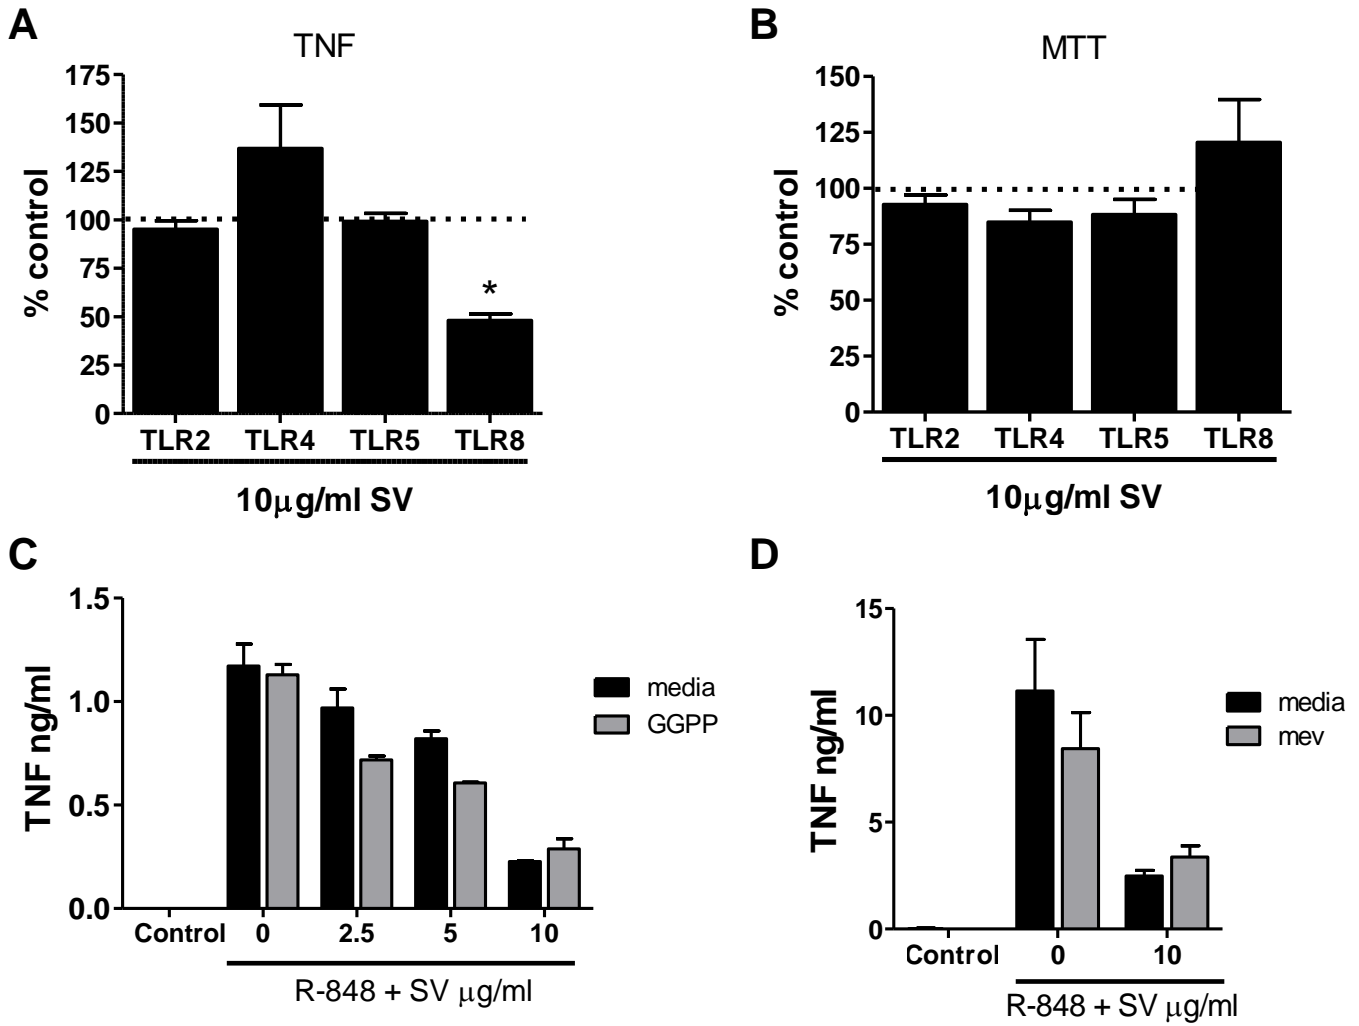 A
TNF
% control
175
150
125
100
75
50
25
0
*
TLR2 TLR4 TLR5 TLR8
10μg/ml SV
B
MTT
% control
150
125
100
75
50
25
0
TLR2 TLR4 TLR5 TLR8
10μg/ml SV
C
TNF ng/ml
1.5
1.0
0.5
0.0
media
GGPP
Control 0 2.5 5 10
R-848 + SV μg/ml
D
TNF ng/ml
15
10
5
0
media
mev
Control 0 10
R-848 + SV μg/ml